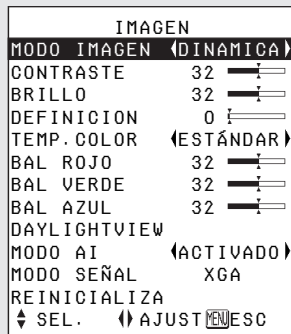 IMAGEN
MODO IMAGEN DINAMICA
CONTRASTE 32
BRILLO 32
DEFINICION 0
TEMP.COLOR ESTÁNDAR
BAL ROJO 32
BAL VERDE 32
BAL AZUL 32
DAYLIGHTVIEW
MODO AI ACTIVADO
MODO SEÑAL XGA
REINICIALIZA
SEL. AJUST MENU ESC